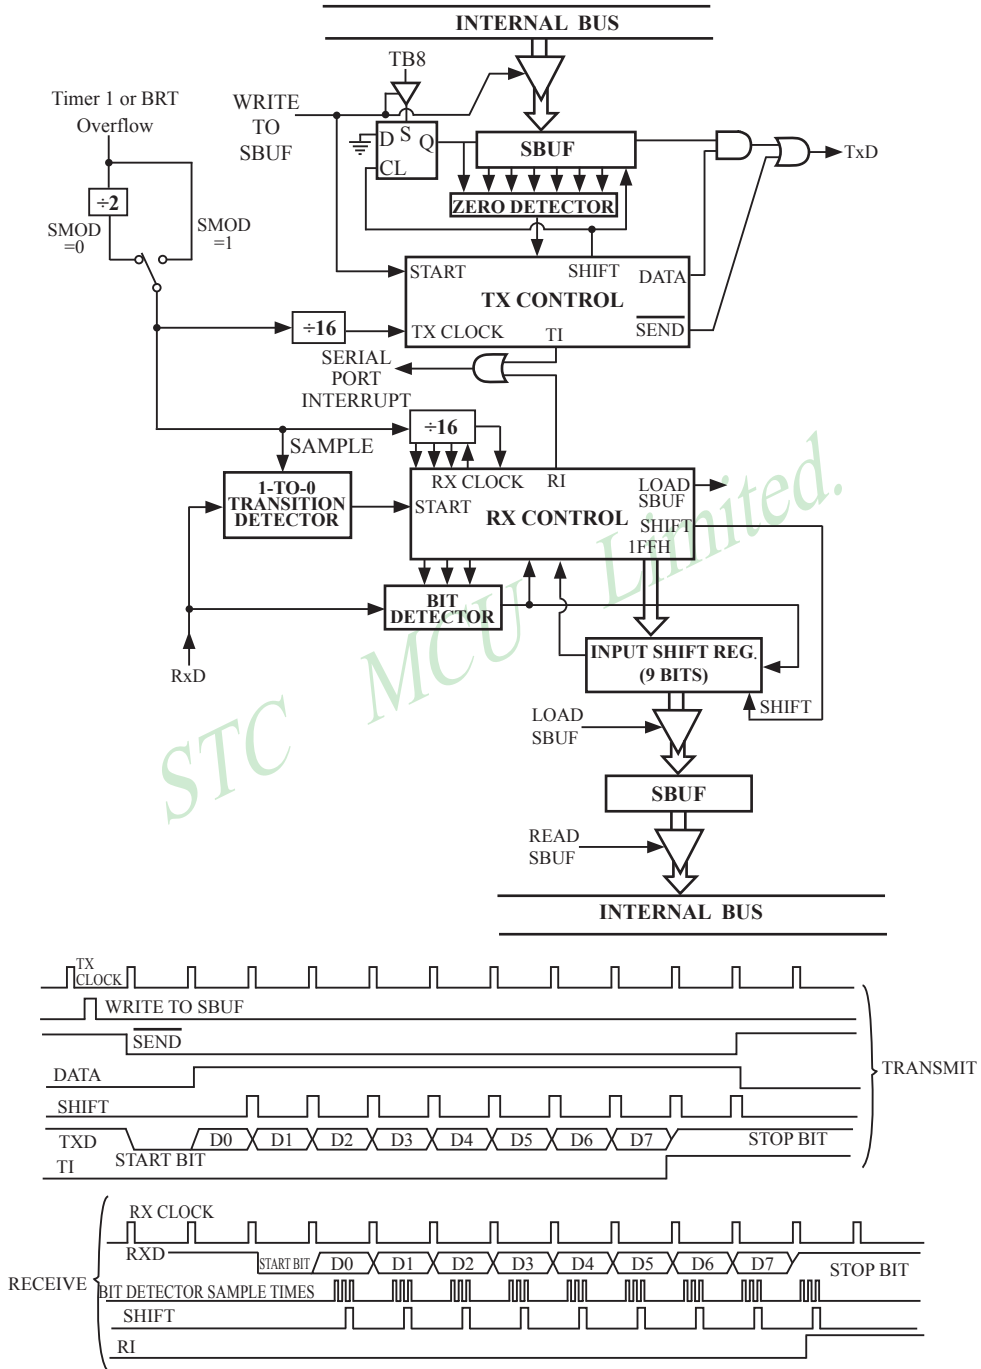 INTERNAL BUS
TB8
Timer 1 or BRT
Overflow
WRITE
TO
SBUF
D S Q
CL
SBUF
TxD
÷2
ZERO DETECTOR
SMOD
=0
SMOD
=1
START
SHIFT
DATA
TX CONTROL
÷16
TX CLOCK
TI
SEND
SERIAL
PORT
INTERRUPT
÷16
SAMPLE
1-TO-0
TRANSITION
DETECTOR
RX CLOCK
RI
LOAD
SBUF
START
RX CONTROL
SHIFT
1FFH
BIT
DETECTOR
RxD
INPUT SHIFT REG.
(9 BITS)
SHIFT
LOAD
SBUF
SBUF
READ
SBUF
INTERNAL BUS
STC MCU Limited.
TX
CLOCK
WRITE TO SBUF
SEND
DATA
TRANSMIT
SHIFT
TXD
D0 D1 D2 D3 D4 D5 D6 D7
STOP BIT
START BIT
TI
RX CLOCK
RXD
START BIT D0 D1 D2 D3 D4 D5 D6 D7
STOP BIT
RECEIVE
BIT DETECTOR SAMPLE TIMES
SHIFT
RI